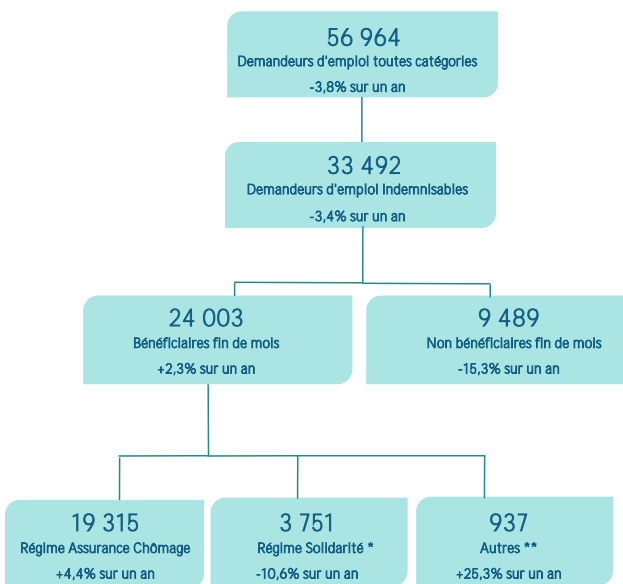 56 964
Demandeurs d'emploi toutes catégories
-3,8% sur un an
33 492
Demandeurs d'emploi Indemnisables
-3,4% sur un an
24 003
Bénéficiaires fin de mois
+2,3% sur un an
9 489
Non bénéficiaires fin de mois
-15,3% sur un an
19 315
Régime Assurance Chômage
+4,4% sur un an
3 751
Régime Solidarité *
-10,6% sur un an
937
Autres **
+25,3% sur un an